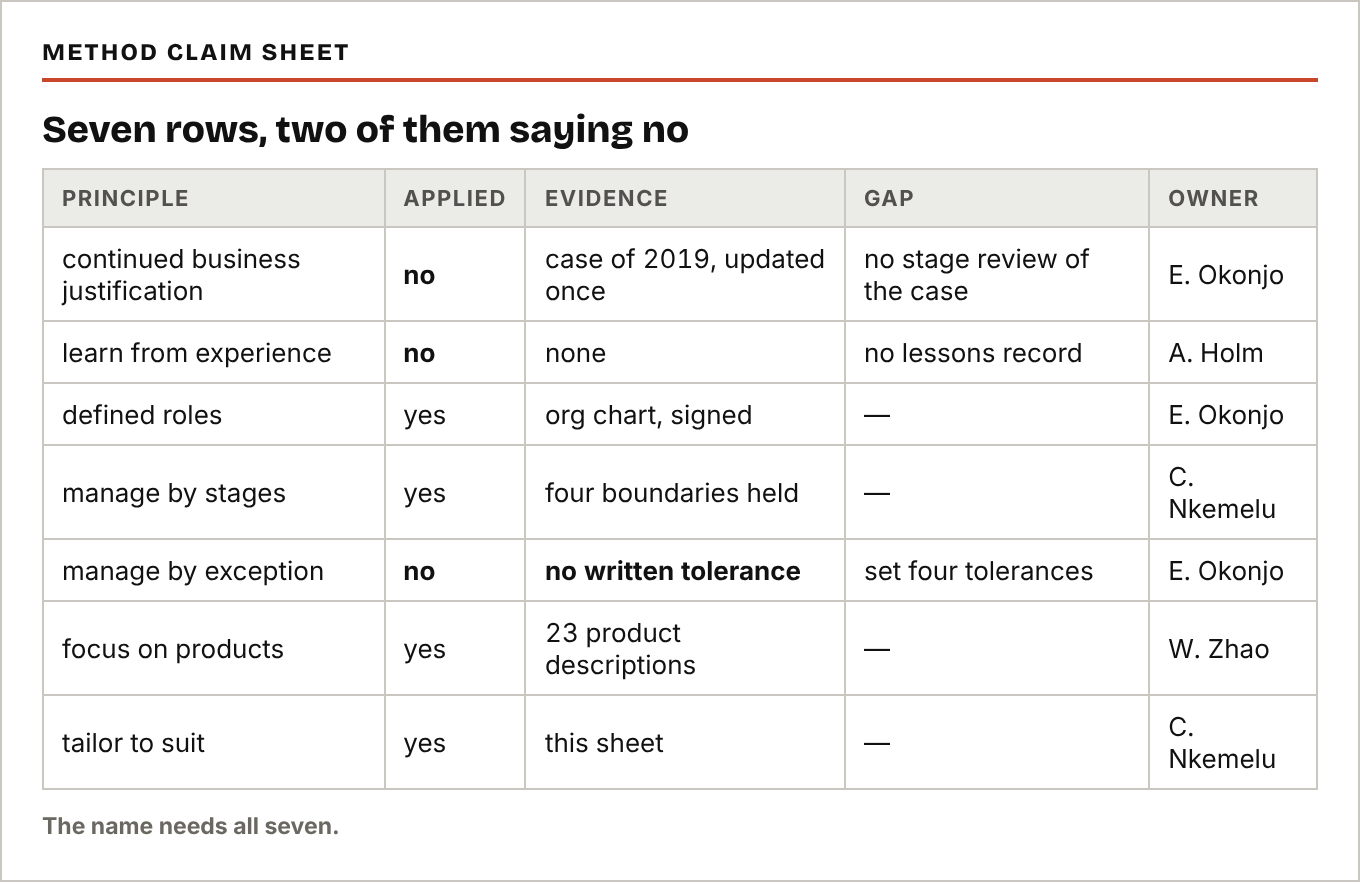 METHOD CLAIM SHEET
Seven rows, two of them saying no
PRINCIPLE APPLIED EVIDENCE GAP OWNER
continued business justification no case of 2019, updated once no stage review of the case E. Okonjo
learn from experience no none no lessons record A. Holm
defined roles yes org chart, signed — E. Okonjo
manage by stages yes four boundaries held — C. Nkemelu
manage by exception no no written tolerance set four tolerances E. Okonjo
focus on products yes 23 product descriptions — W. Zhao
tailor to suit yes this sheet — C. Nkemelu
The name needs all seven.